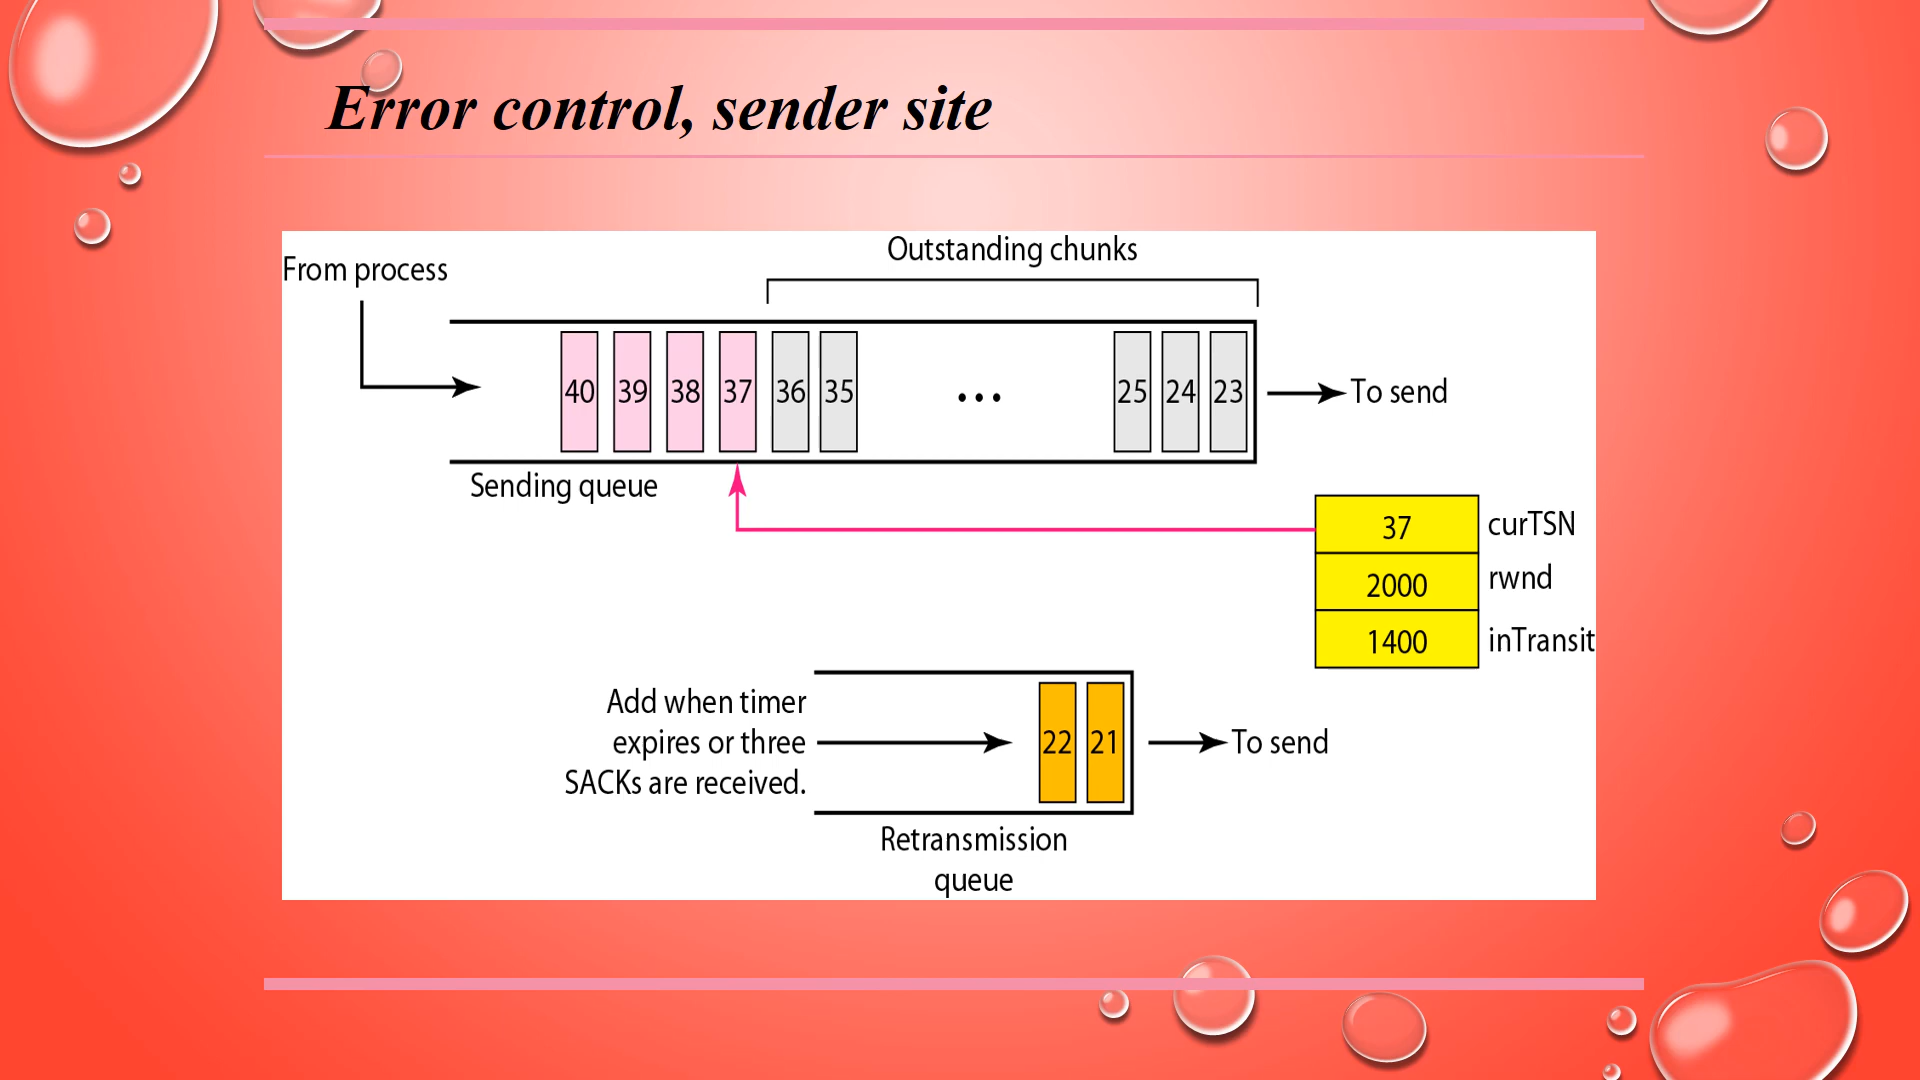 Error control, sender site
Outstanding chunks
From process
40 39 38 37 36 35 ... 25 24 23
To send
Sending queue
37 curTSN
2000 rwnd
1400 inTransit
Add when timer
expires or three
SACKs are received.
22 21
To send
Retransmission
queue